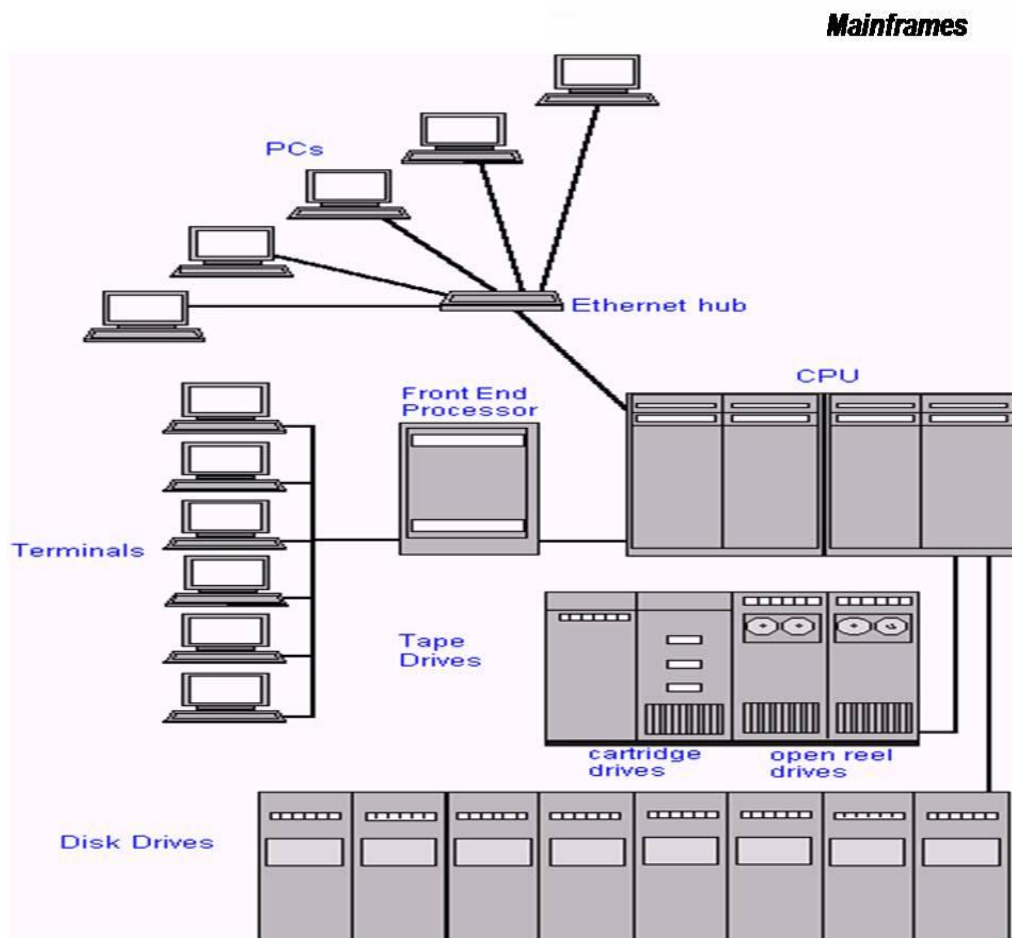 Mainframes
PCs
Ethernet hub
CPU
Front End
Processor
Terminals
Tape
Drives
cartridge
drives
open reel
drives
Disk Drives